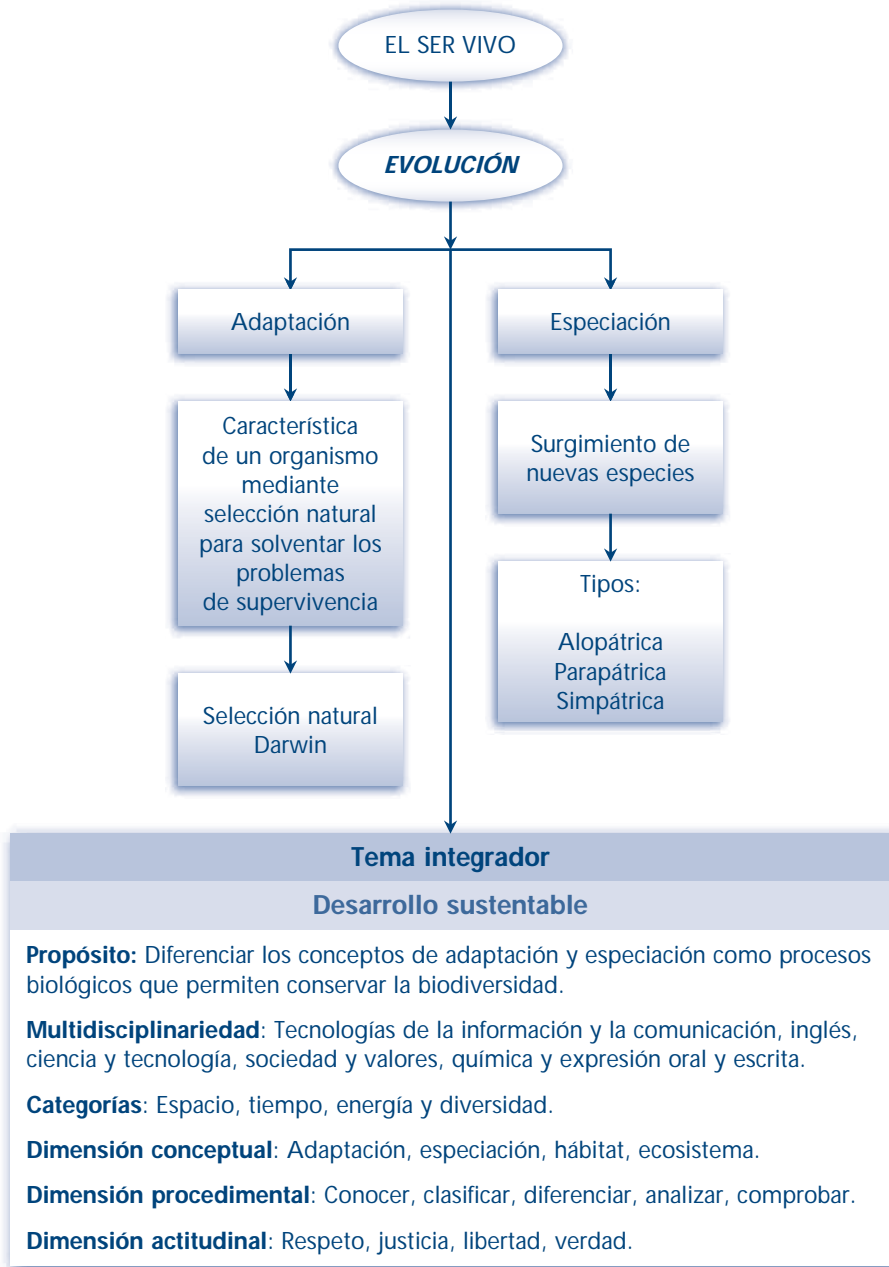 EL SER VIVO
EVOLUCIÓN
Adaptación
Especiación
Característica
de un organismo
mediante
selección natural
para solventar los
problemas
de supervivencia
Surgimiento de
nuevas especies
Tipos:
Alopátrica
Parapátrica
Simpátrica
Selección natural
Darwin
Tema integrador
Desarrollo sustentable
Propósito: Diferenciar los conceptos de adaptación y especiación como procesos
biológicos que permiten conservar la biodiversidad.
Multidisciplinariedad: Tecnologías de la información y la comunicación, inglés,
ciencia y tecnología, sociedad y valores, química y expresión oral y escrita.
Categorías: Espacio, tiempo, energía y diversidad.
Dimensión conceptual: Adaptación, especiación, hábitat, ecosistema.
Dimensión procedimental: Conocer, clasificar, diferenciar, analizar, comprobar.
Dimensión actitudinal: Respeto, justicia, libertad, verdad.